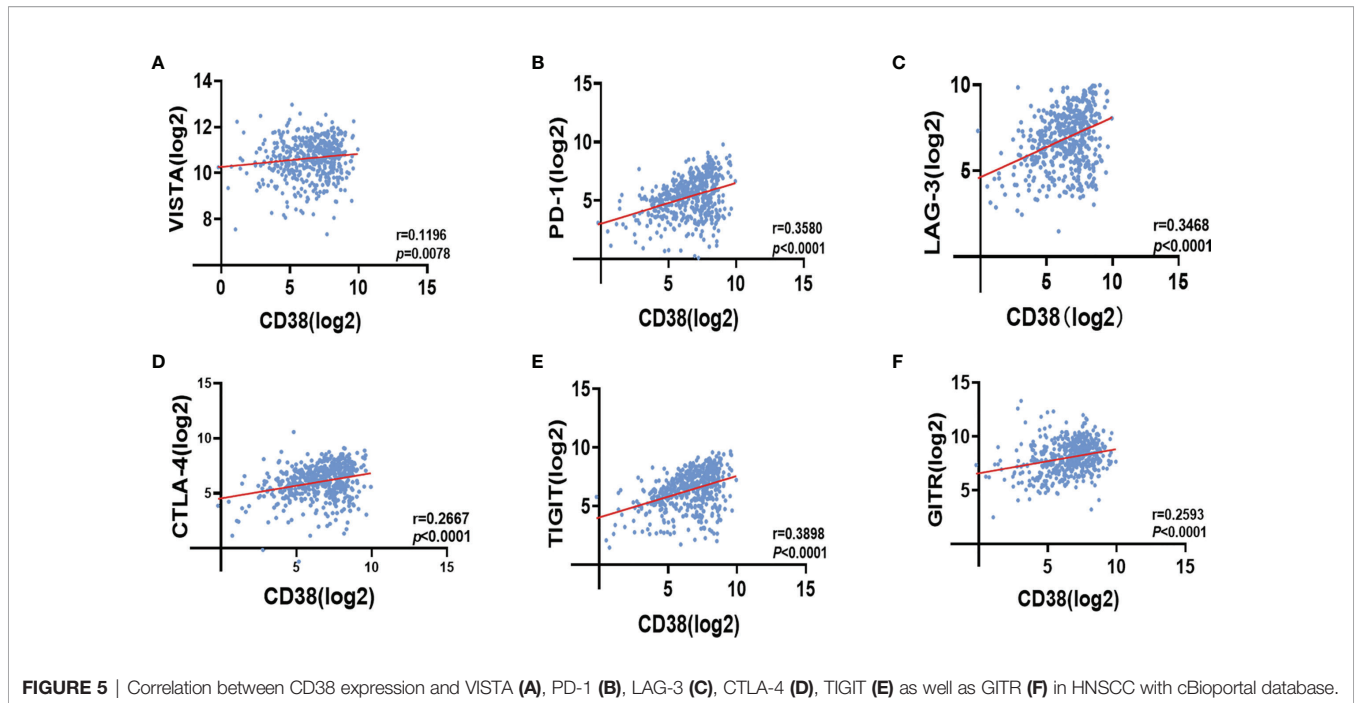 A
VISTA(log2)
14
12
10
8
0
5
10
15
r=0.1196
p=0.0078
CD38(log2)
B
PD-1(log2)
15
10
5
5
10
15
r=0.3580
p<0.0001
CD38(log2)
C
LAG-3(log2)
10
5
5
10
15
r=0.3468
p<0.0001
CD38(log2)
D
CTLA-4(log2)
15
10
5
5
10
15
r=0.2667
p<0.0001
CD38(log2)
E
TIGIT(log2)
15
10
5
5
10
15
r=0.3898
P<0.0001
CD38(log2)
F
GITR(log2)
15
10
5
5
10
15
r=0.2593
P<0.0001
CD38(log2)
FIGURE 5 | Correlation between CD38 expression and VISTA (A), PD-1 (B), LAG-3 (C), CTLA-4 (D), TIGIT (E) as well as GITR (F) in HNSCC with cBioportal database.